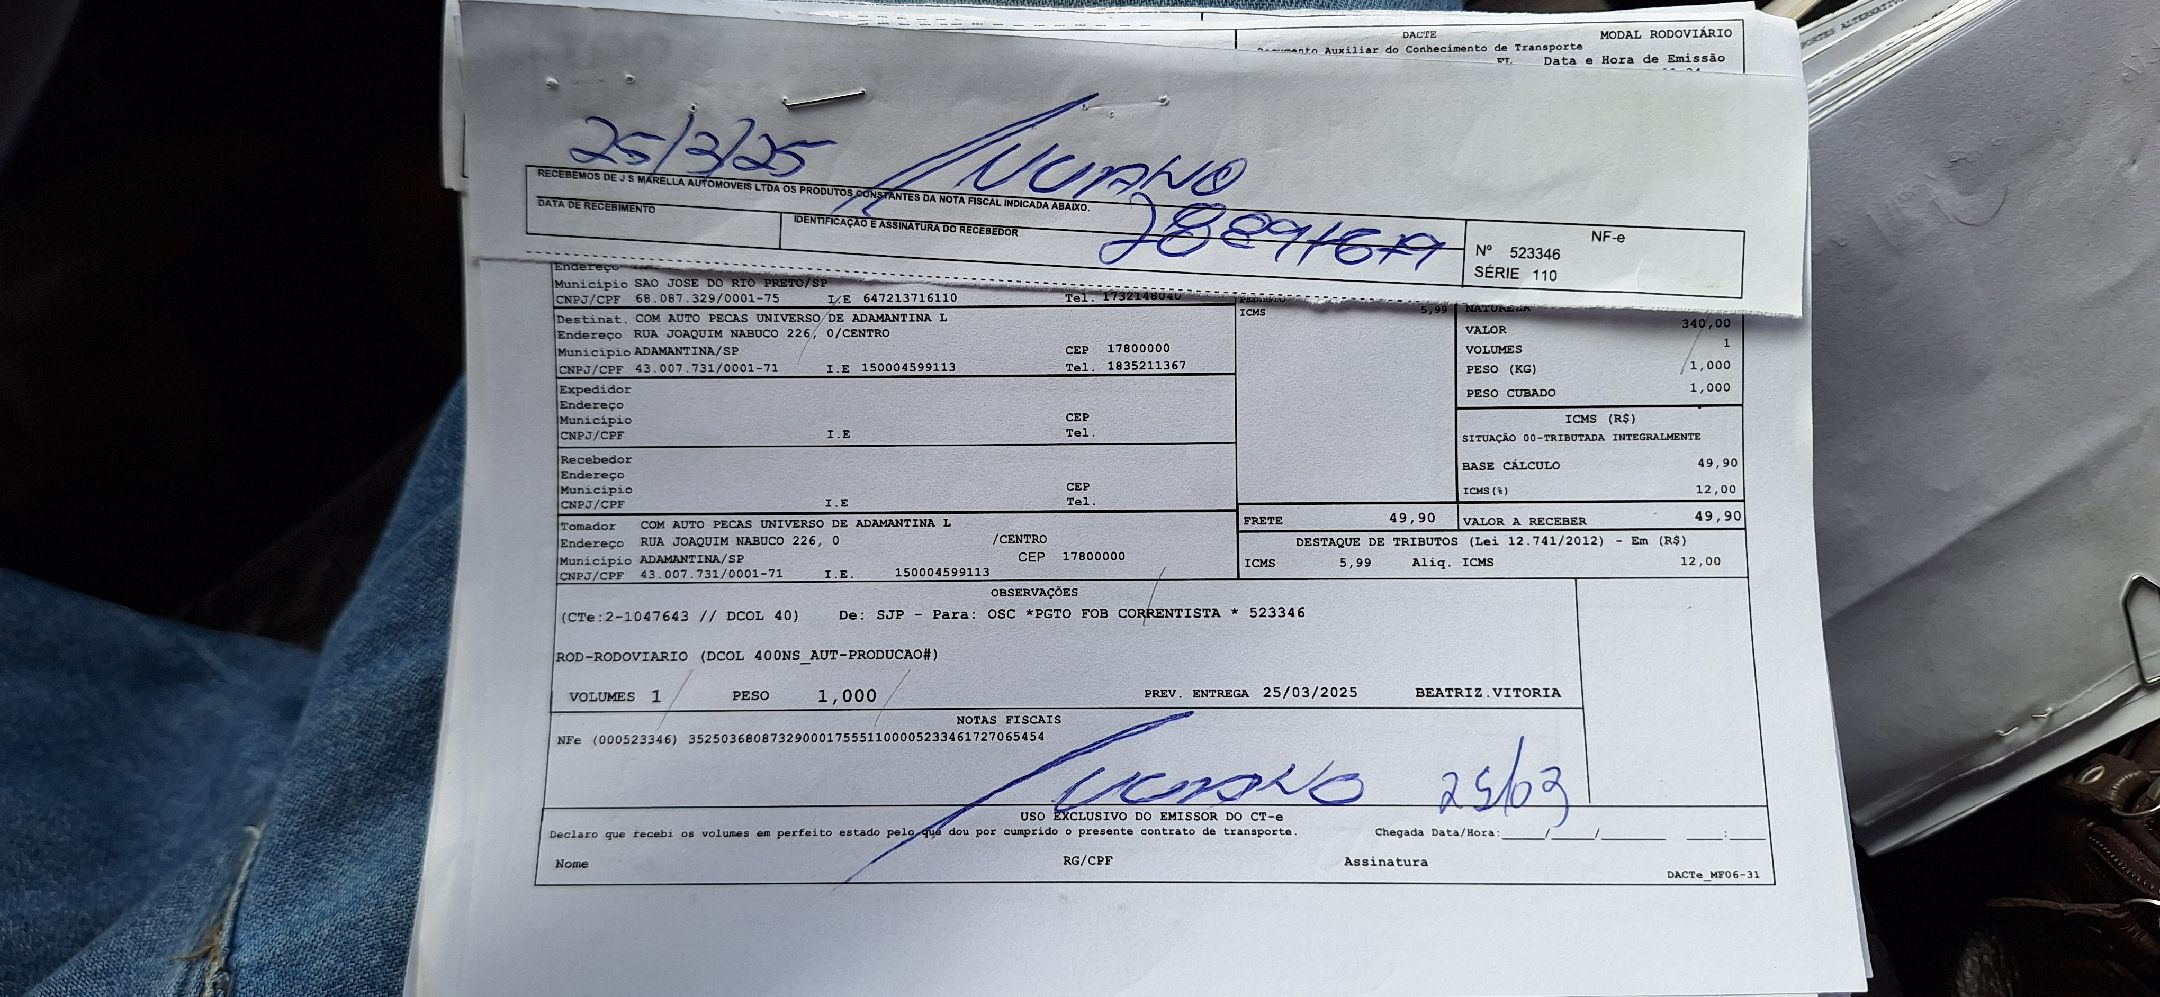 DACTE
MODAL RODOVIÁRIO
Documento Auxiliar do Conhecimento de Transporte
FL Data e Hora de Emissão
25/3/25 LUCIANO
RECEBEMOS DE J S MARELLA AUTOMOVEIS LTDA OS PRODUTOS CONSTANTES DA NOTA FISCAL INDICADA ABAIXO.
DATA DE RECEBIMENTO
IDENTIFICAÇÃO E ASSINATURA DO RECEBEDOR
NF-e
Nº 523346
SÉRIE 110
Endereço
Município SAO JOSE DO RIO PRETO/SP
CNPJ/CPF 68.087.329/0001-75 I.E 647213716110 Tel. 1732148040
Destinat. COM AUTO PECAS UNIVERSO DE ADAMANTINA L
Endereço RUA JOAQUIM NABUCO 226, 0/CENTRO
Município ADAMANTINA/SP CEP 17800000
CNPJ/CPF 43.007.731/0001-71 I.E 150004599113 Tel. 1835211367
Expedidor
Endereço
Município CEP
CNPJ/CPF I.E Tel.
Recebedor
Endereço
Município CEP
CNPJ/CPF I.E Tel.
Tomador COM AUTO PECAS UNIVERSO DE ADAMANTINA L
Endereço RUA JOAQUIM NABUCO 226, 0 /CENTRO
Município ADAMANTINA/SP CEP 17800000
CNPJ/CPF 43.007.731/0001-71 I.E. 150004599113
ICMS 5,99
FRETE 49,90
NATUREZA
VALOR 340,00
VOLUMES 1
PESO (KG) 1,000
PESO CUBADO 1,000
ICMS (R$)
SITUAÇÃO 00-TRIBUTADA INTEGRALMENTE
BASE CÁLCULO 49,90
ICMS(%) 12,00
VALOR A RECEBER 49,90
DESTAQUE DE TRIBUTOS (Lei 12.741/2012) - Em (R$)
ICMS 5,99 Aliq. ICMS 12,00
OBSERVAÇÕES
(CTe:2-1047643 // DCOL 40) De: SJP - Para: OSC *PGTO FOB CORRENTISTA * 523346
ROD-RODOVIARIO (DCOL 400NS_AUT-PRODUCAO#)
VOLUMES 1 PESO 1,000 PREV. ENTREGA 25/03/2025 BEATRIZ.VITORIA
NOTAS FISCAIS
NFe (000523346) 35250368087329000175551100005233461727065454
LUCIANO 25/03
USO EXCLUSIVO DO EMISSOR DO CT-e
Declaro que recebi os volumes em perfeito estado pelo que dou por cumprido o presente contrato de transporte. Chegada Data/Hora:____/____/______ ____:____
Nome RG/CPF Assinatura
DACTe_MF06-31